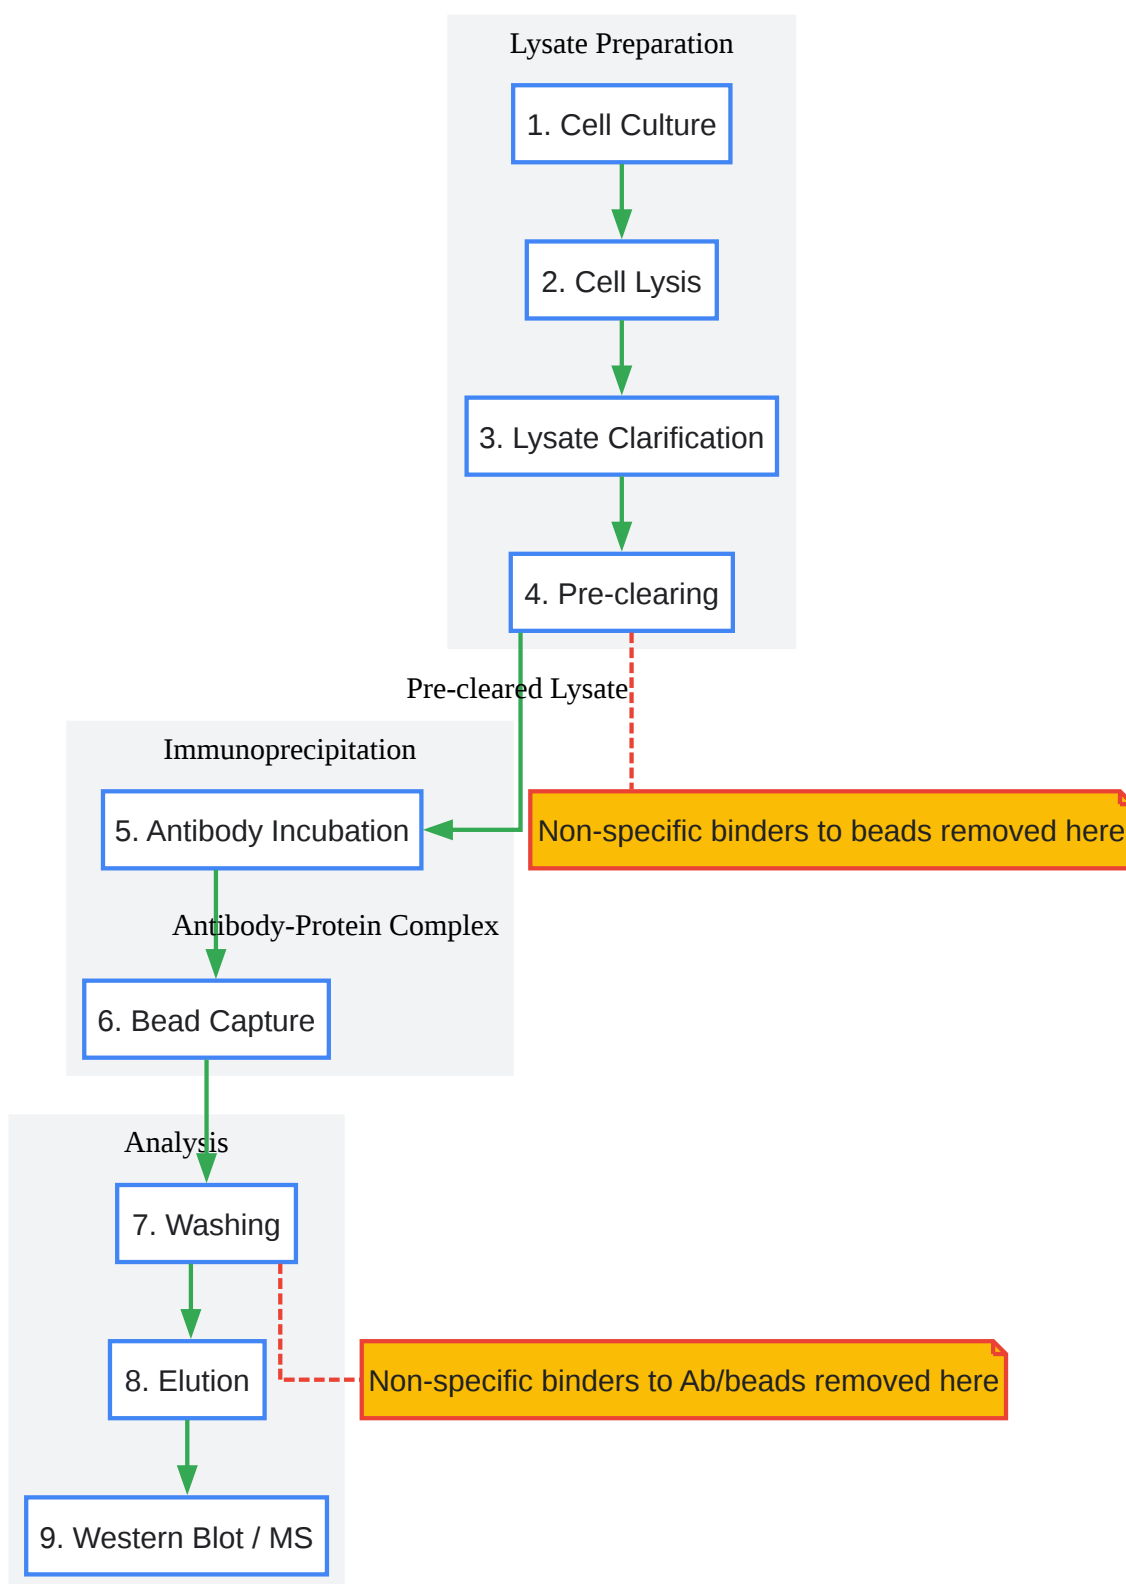 Lysate Preparation
1. Cell Culture
2. Cell Lysis
3. Lysate Clarification
4. Pre-clearing
Pre-cleared Lysate
Immunoprecipitation
5. Antibody Incubation
Non-specific binders to beads removed here
Antibody-Protein Complex
6. Bead Capture
Analysis
7. Washing
8. Elution
Non-specific binders to Ab/beads removed here
9. Western Blot / MS